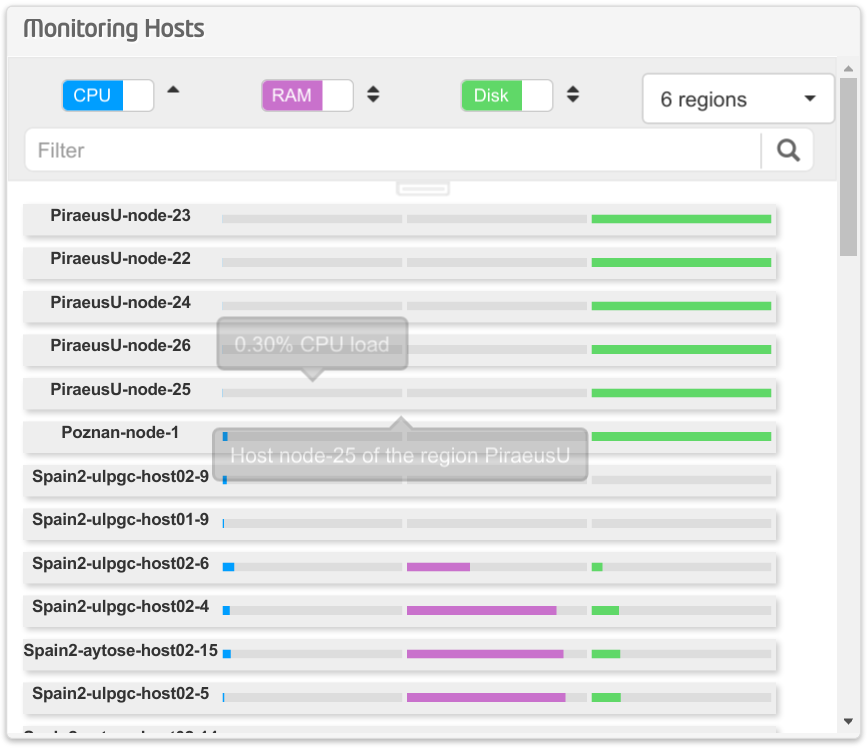 Monitoring Hosts
CPU RAM Disk 6 regions
Filter
PiraeusU-node-23
PiraeusU-node-22
PiraeusU-node-24
PiraeusU-node-26
0.30% CPU load
PiraeusU-node-25
Poznan-node-1
Host node-25 of the region PiraeusU
Spain2-ulpgc-host02-9
Spain2-ulpgc-host01-9
Spain2-ulpgc-host02-6
Spain2-ulpgc-host02-4
Spain2-aytose-host02-15
Spain2-ulpgc-host02-5